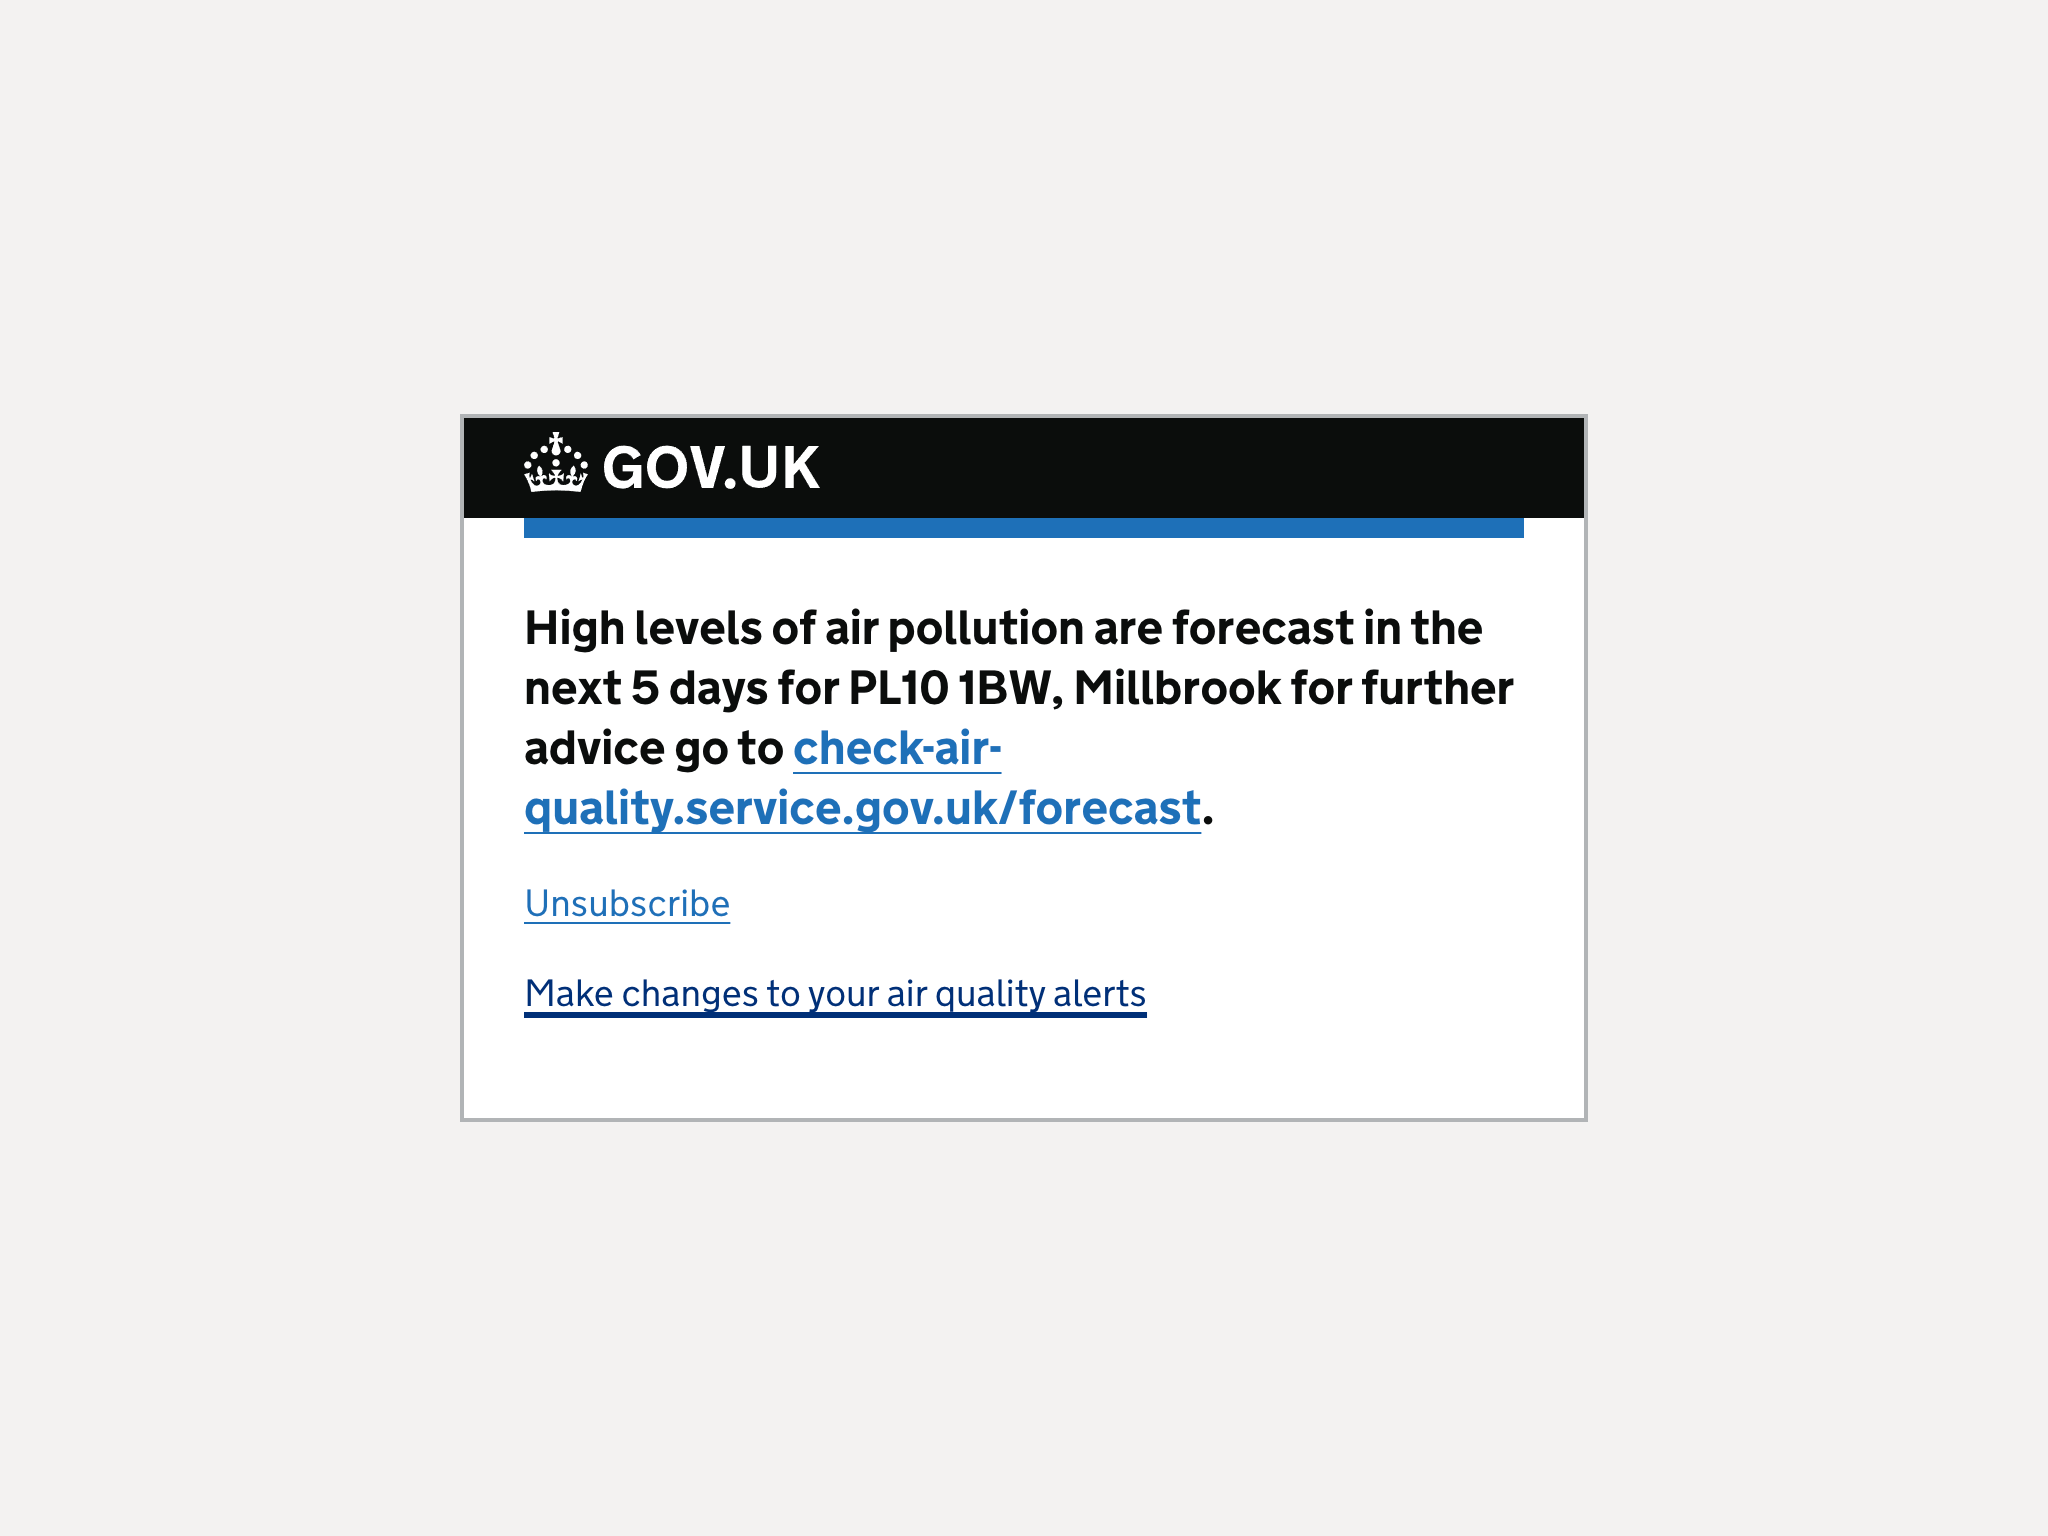 GOV.UK
High levels of air pollution are forecast in the
next 5 days for PL10 1BW, Millbrook for further
advice go to check-air-
quality.service.gov.uk/forecast.
Unsubscribe
Make changes to your air quality alerts